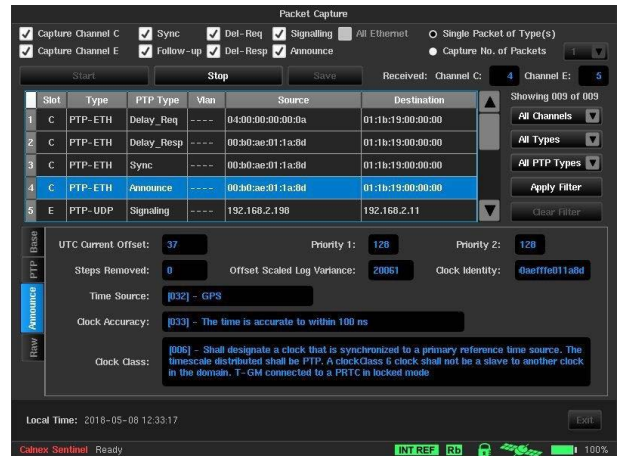 Packet Capture
Capture Channel C Sync Del-Req Signalling All Ethernet Single Packet of Type(s)
Capture Channel E Follow-up Del-Resp Announce Capture No. of Packets 1
Start Stop Save Received: Channel C: 4 Channel E: 5
Slot Type PTP Type Vlan Source Destination
1 C PTP-ETH Delay_Req ---- 04:00:00:00:00:0a 01:1b:19:00:00:00
2 C PTP-ETH Delay_Resp ---- 00:b0:ae:01:1a:8d 01:1b:19:00:00:00
3 C PTP-ETH Sync ---- 00:b0:ae:01:1a:8d 01:1b:19:00:00:00
4 C PTP-ETH Announce ---- 00:b0:ae:01:1a:8d 01:1b:19:00:00:00
5 E PTP-UDP Signaling ---- 192.168.2.198 192.168.2.11
Showing 009 of 009
All Channels
All Types
All PTP Types
Apply Filter
Clear Filter
Base
PTP
Announce
Raw
UTC Current Offset: 37 Priority 1: 128 Priority 2: 128
Steps Removed: 0 Offset Scaled Log Variance: 20061 Clock Identity: 0aefffe011a8d
Time Source: [032] - GPS
Clock Accuracy: [033] - The time is accurate to within 100 ns
Clock Class: [006] - Shall designate a clock that is synchronized to a primary reference time source. The
timescale distributed shall be PTP. A clockClass 6 clock shall not be a slave to another clock
in the domain. T-GM connected to a PRTC in locked mode
Local Time: 2018-05-08 12:33:17 Exit
Calnex Sentinel Ready INT REF Rb 100%